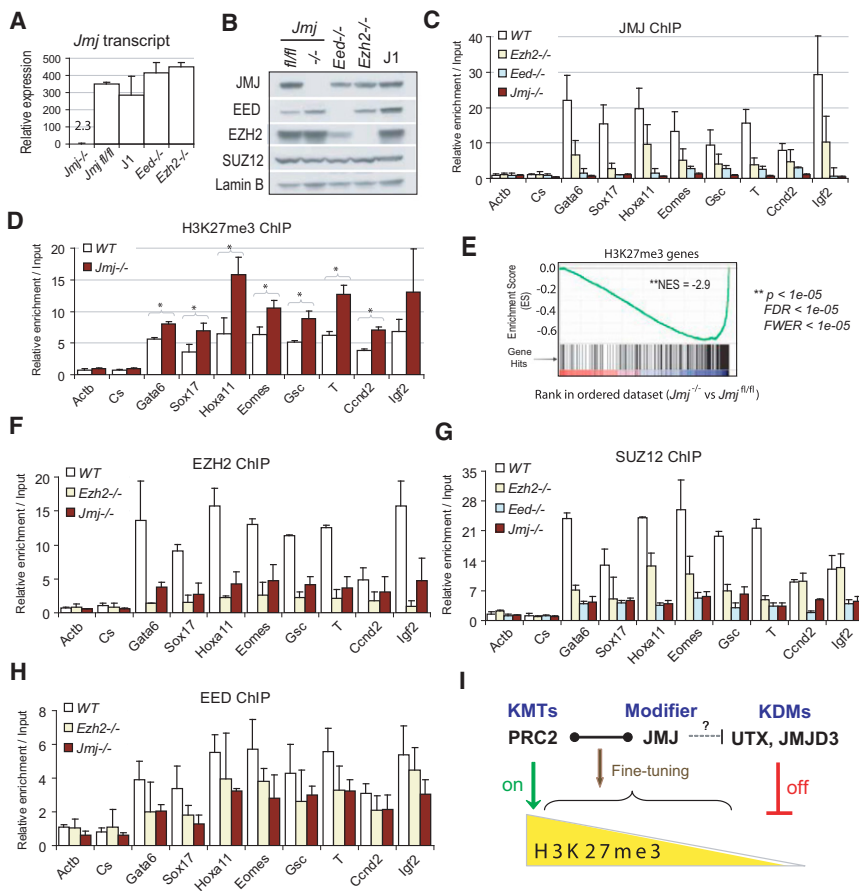 A
Jmj transcript
Relative expression
500
400
300
200
100
0
2.3
Jmj-/-
Jmj fl/fl
J1
Eed-/-
Ezh2-/-
B
Jmj
fl/fl
-/-
Eed-/-
Ezh2-/-
J1
JMJ
EED
EZH2
SUZ12
Lamin B
C
JMJ ChIP
WT
Ezh2-/-
Eed-/-
Jmj-/-
Relative enrichment / Input
40
30
20
10
0
Actb
Cs
Gata6
Sox17
Hoxa11
Eomes
Gsc
T
Ccnd2
Igf2
D
H3K27me3 ChIP
WT
Jmj-/-
Relative enrichment / Input
20
15
10
5
0
* * * * * * *
Actb
Cs
Gata6
Sox17
Hoxa11
Eomes
Gsc
T
Ccnd2
Igf2
E
H3K27me3 genes
Enrichment Score
(ES)
0.0
-0.2
-0.4
-0.6
**NES = -2.9
** p < 1e-05
FDR < 1e-05
FWER < 1e-05
Gene
Hits
Rank in ordered dataset (Jmj -/- vs Jmj fl/fl)
F
EZH2 ChIP
WT
Ezh2-/-
Jmj-/-
Relative enrichment / Input
20
15
10
5
0
Actb
Cs
Gata6
Sox17
Hoxa11
Eomes
Gsc
T
Ccnd2
Igf2
G
SUZ12 ChIP
WT
Ezh2-/-
Eed-/-
Jmj-/-
Relative enrichment / Input
35
28
21
14
7
0
Actb
Cs
Gata6
Sox17
Hoxa11
Eomes
Gsc
T
Ccnd2
Igf2
H
EED ChIP
WT
Ezh2-/-
Jmj-/-
Relative enrichment / Input
8
6
4
2
0
Actb
Cs
Gata6
Sox17
Hoxa11
Eomes
Gsc
T
Ccnd2
Igf2
I
KMTs Modifier KDMs
PRC2 JMJ ? UTX, JMJD3
on Fine-tuning off
H3K27me3